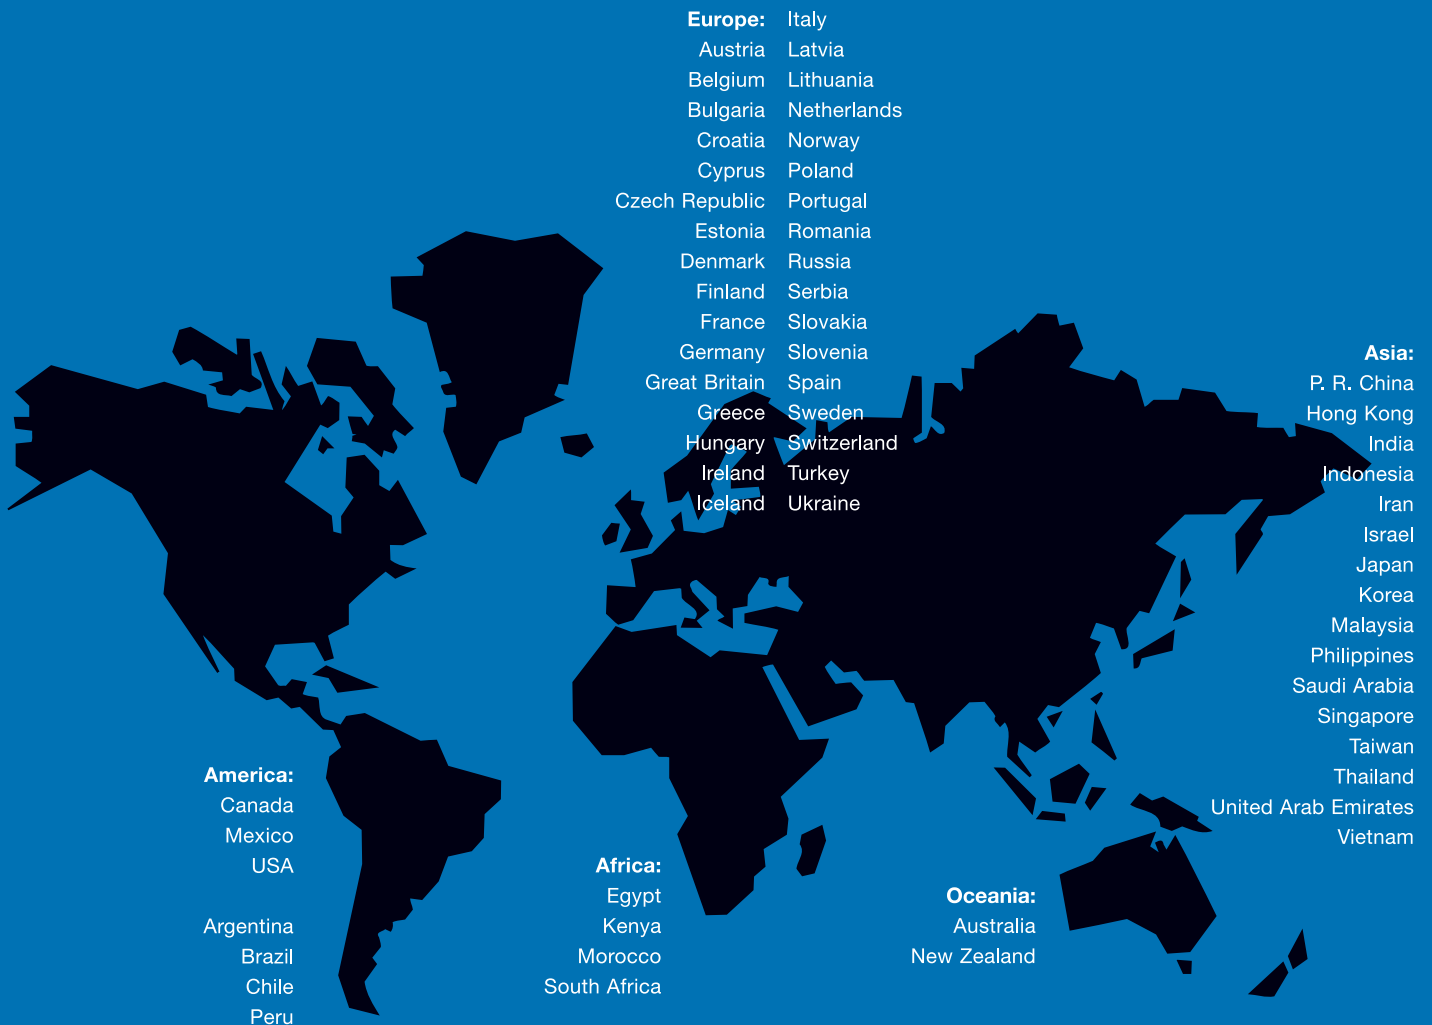 Europe:
Austria
Belgium
Bulgaria
Croatia
Cyprus
Czech Republic
Estonia
Denmark
Finland
France
Germany
Great Britain
Greece
Hungary
Ireland
Iceland
Italy
Latvia
Lithuania
Netherlands
Norway
Poland
Portugal
Romania
Russia
Serbia
Slovakia
Slovenia
Spain
Sweden
Switzerland
Turkey
Ukraine
Asia:
P. R. China
Hong Kong
India
Indonesia
Iran
Israel
Japan
Korea
Malaysia
Philippines
Saudi Arabia
Singapore
Taiwan
Thailand
United Arab Emirates
Vietnam
America:
Canada
Mexico
USA
Argentina
Brazil
Chile
Peru
Africa:
Egypt
Kenya
Morocco
South Africa
Oceania:
Australia
New Zealand